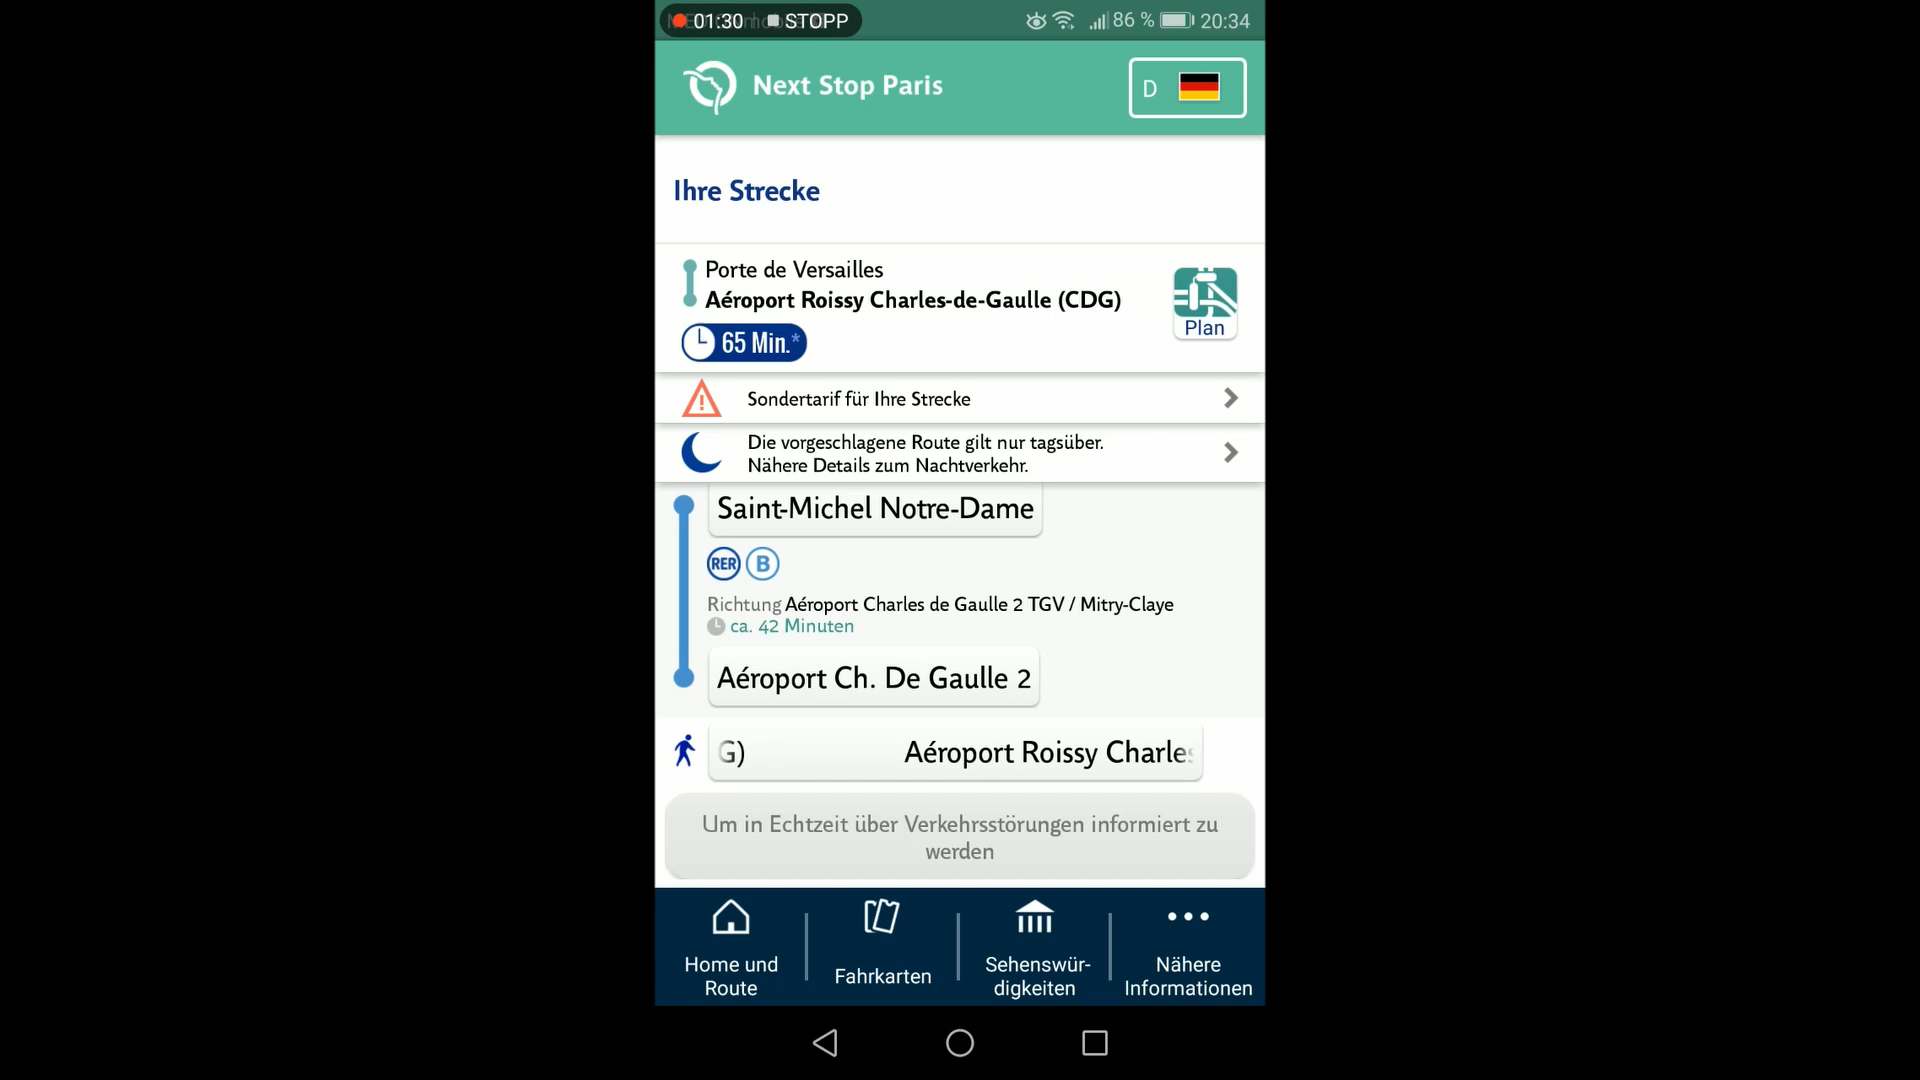 01:30 STOPP
86 % 20:34
Next Stop Paris
D
Ihre Strecke
Porte de Versailles
Aéroport Roissy Charles-de-Gaulle (CDG)
65 Min.*
Plan
Sondertarif für Ihre Strecke
Die vorgeschlagene Route gilt nur tagsüber.
Nähere Details zum Nachtverkehr.
Saint-Michel Notre-Dame
RER B
Richtung Aéroport Charles de Gaulle 2 TGV / Mitry-Claye
ca. 42 Minuten
Aéroport Ch. De Gaulle 2
G) Aéroport Roissy Charles
Um in Echtzeit über Verkehrsstörungen informiert zu
werden
Home und
Route
Fahrkarten
Sehenswür-
digkeiten
Nähere
Informationen